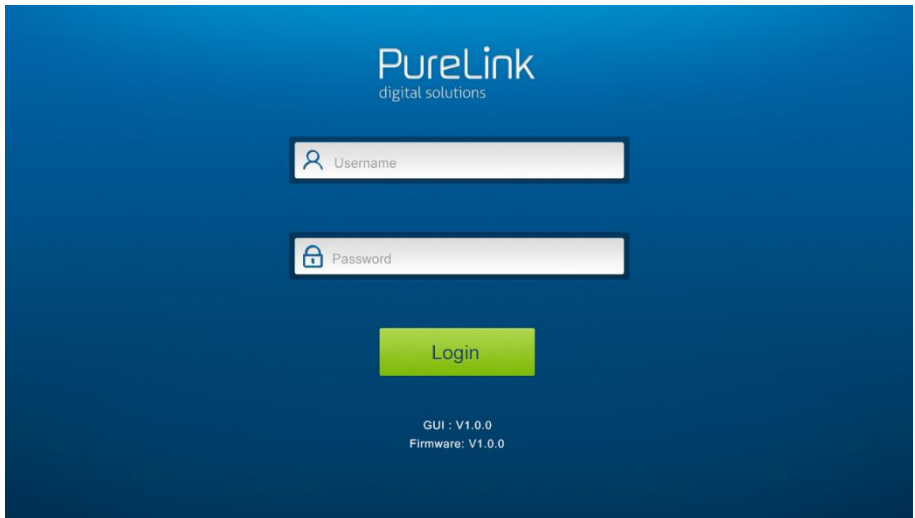 PureLink
digital solutions
Username
Password
Login
GUI : V1.0.0
Firmware: V1.0.0